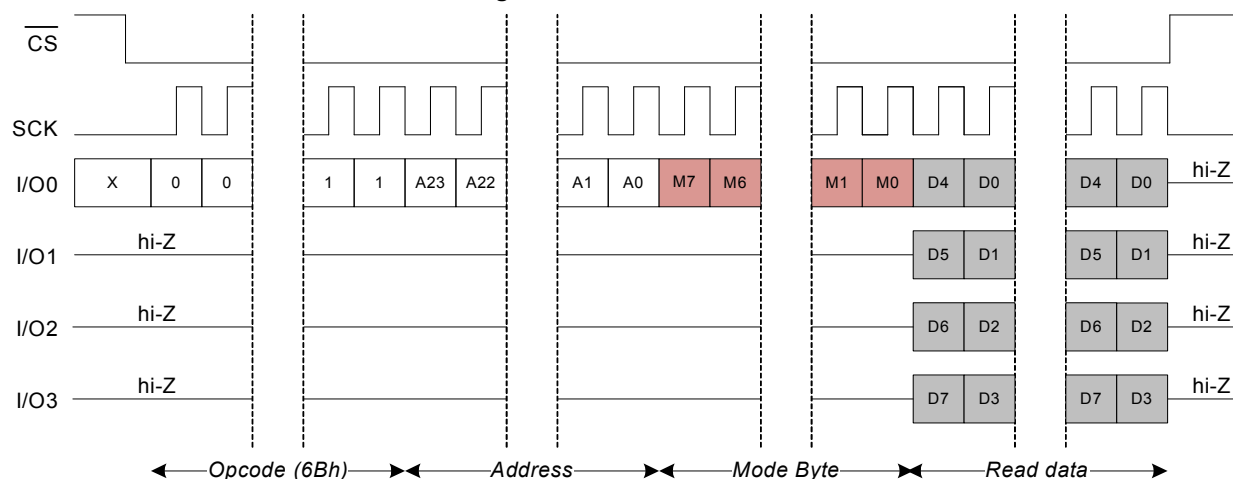 CS
SCK
I/O0 X 0 0 1 1 A23 A22 A1 A0 M7 M6 M1 M0 D4 D0 D4 D0 hi-Z
I/O1 hi-Z D5 D1 D5 D1 hi-Z
I/O2 hi-Z D6 D2 D6 D2 hi-Z
I/O3 hi-Z D7 D3 D7 D3 hi-Z
Opcode (6Bh) Address Mode Byte Read data